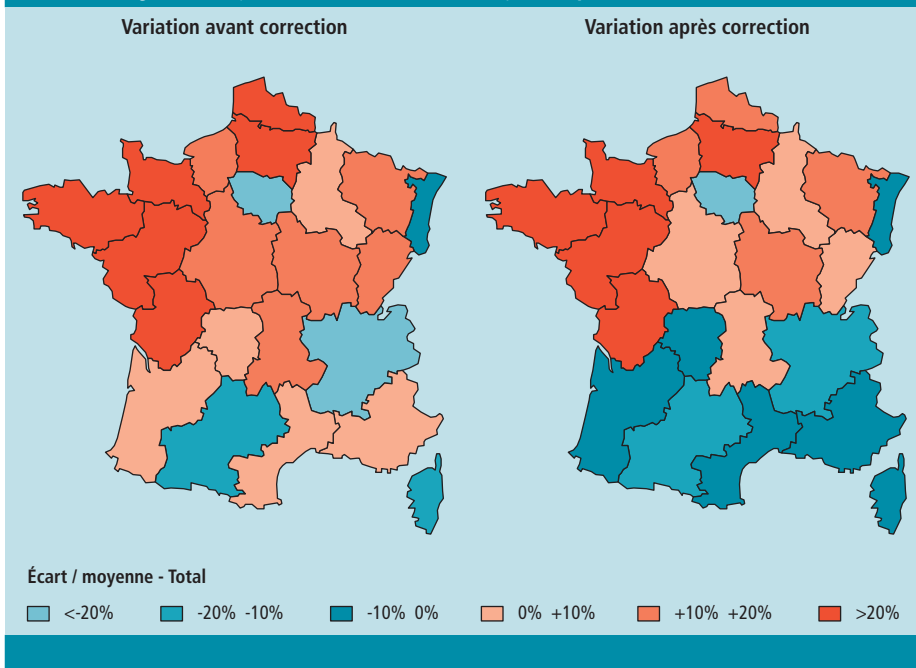 Variation avant correction
Variation après correction
Écart / moyenne - Total
<-20%
-20% -10%
-10% 0%
0% +10%
+10% +20%
>20%